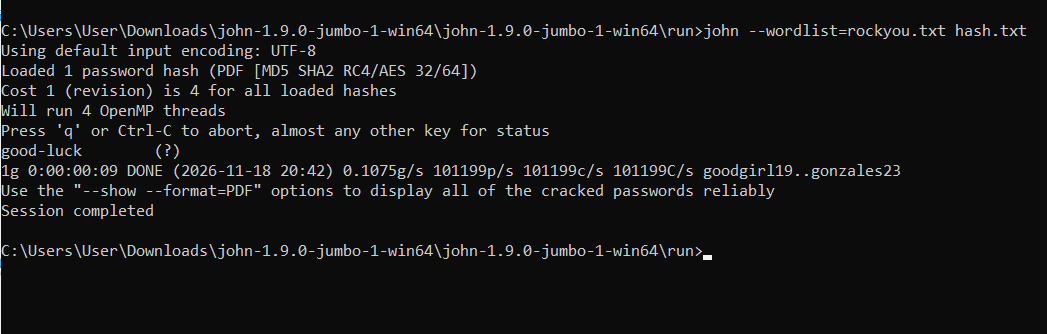 C:\Users\User\Downloads\john-1.9.0-jumbo-1-win64\john-1.9.0-jumbo-1-win64\run>john --wordlist=rockyou.txt hash.txt
Using default input encoding: UTF-8
Loaded 1 password hash (PDF [MD5 SHA2 RC4/AES 32/64])
Cost 1 (revision) is 4 for all loaded hashes
Will run 4 OpenMP threads
Press 'q' or Ctrl-C to abort, almost any other key for status
good-luck        (?)
1g 0:00:00:09 DONE (2026-11-18 20:42) 0.1075g/s 101199p/s 101199c/s 101199C/s goodgirl19..gonzales23
Use the "--show --format=PDF" options to display all of the cracked passwords reliably
Session completed
C:\Users\User\Downloads\john-1.9.0-jumbo-1-win64\john-1.9.0-jumbo-1-win64\run>